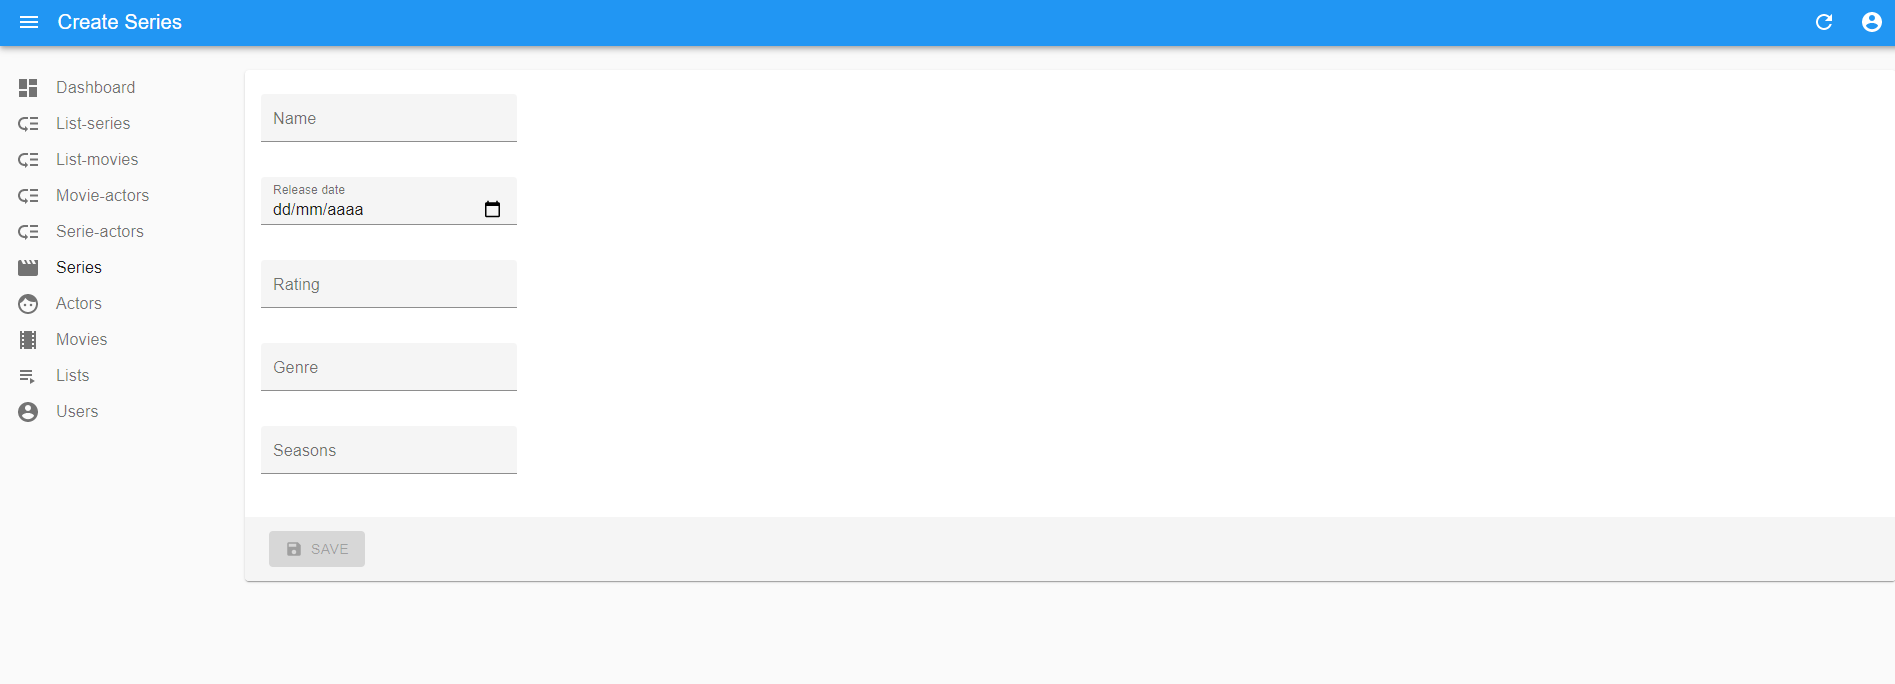 Create Series
Dashboard
List-series
List-movies
Movie-actors
Serie-actors
Series
Actors
Movies
Lists
Users
Name
Release date
dd/mm/aaaa
Rating
Genre
Seasons
SAVE